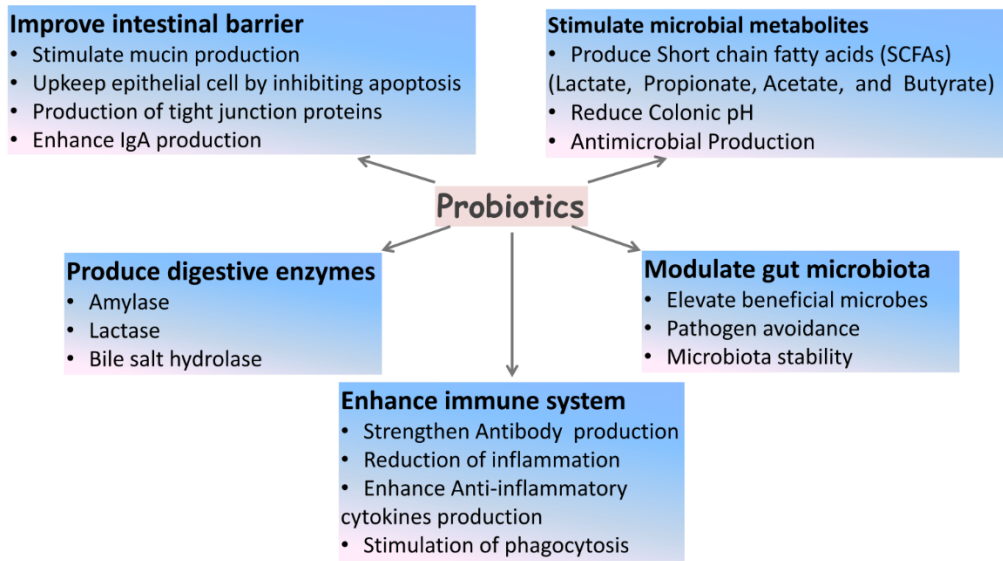 Improve intestinal barrier
• Stimulate mucin production
• Upkeep epithelial cell by inhibiting apoptosis
• Production of tight junction proteins
• Enhance IgA production
Stimulate microbial metabolites
• Produce Short chain fatty acids (SCFAs)
(Lactate, Propionate, Acetate, and Butyrate)
• Reduce Colonic pH
• Antimicrobial Production
Probiotics
Produce digestive enzymes
• Amylase
• Lactase
• Bile salt hydrolase
Modulate gut microbiota
• Elevate beneficial microbes
• Pathogen avoidance
• Microbiota stability
Enhance immune system
• Strengthen Antibody production
• Reduction of inflammation
• Enhance Anti-inflammatory
cytokines production
• Stimulation of phagocytosis